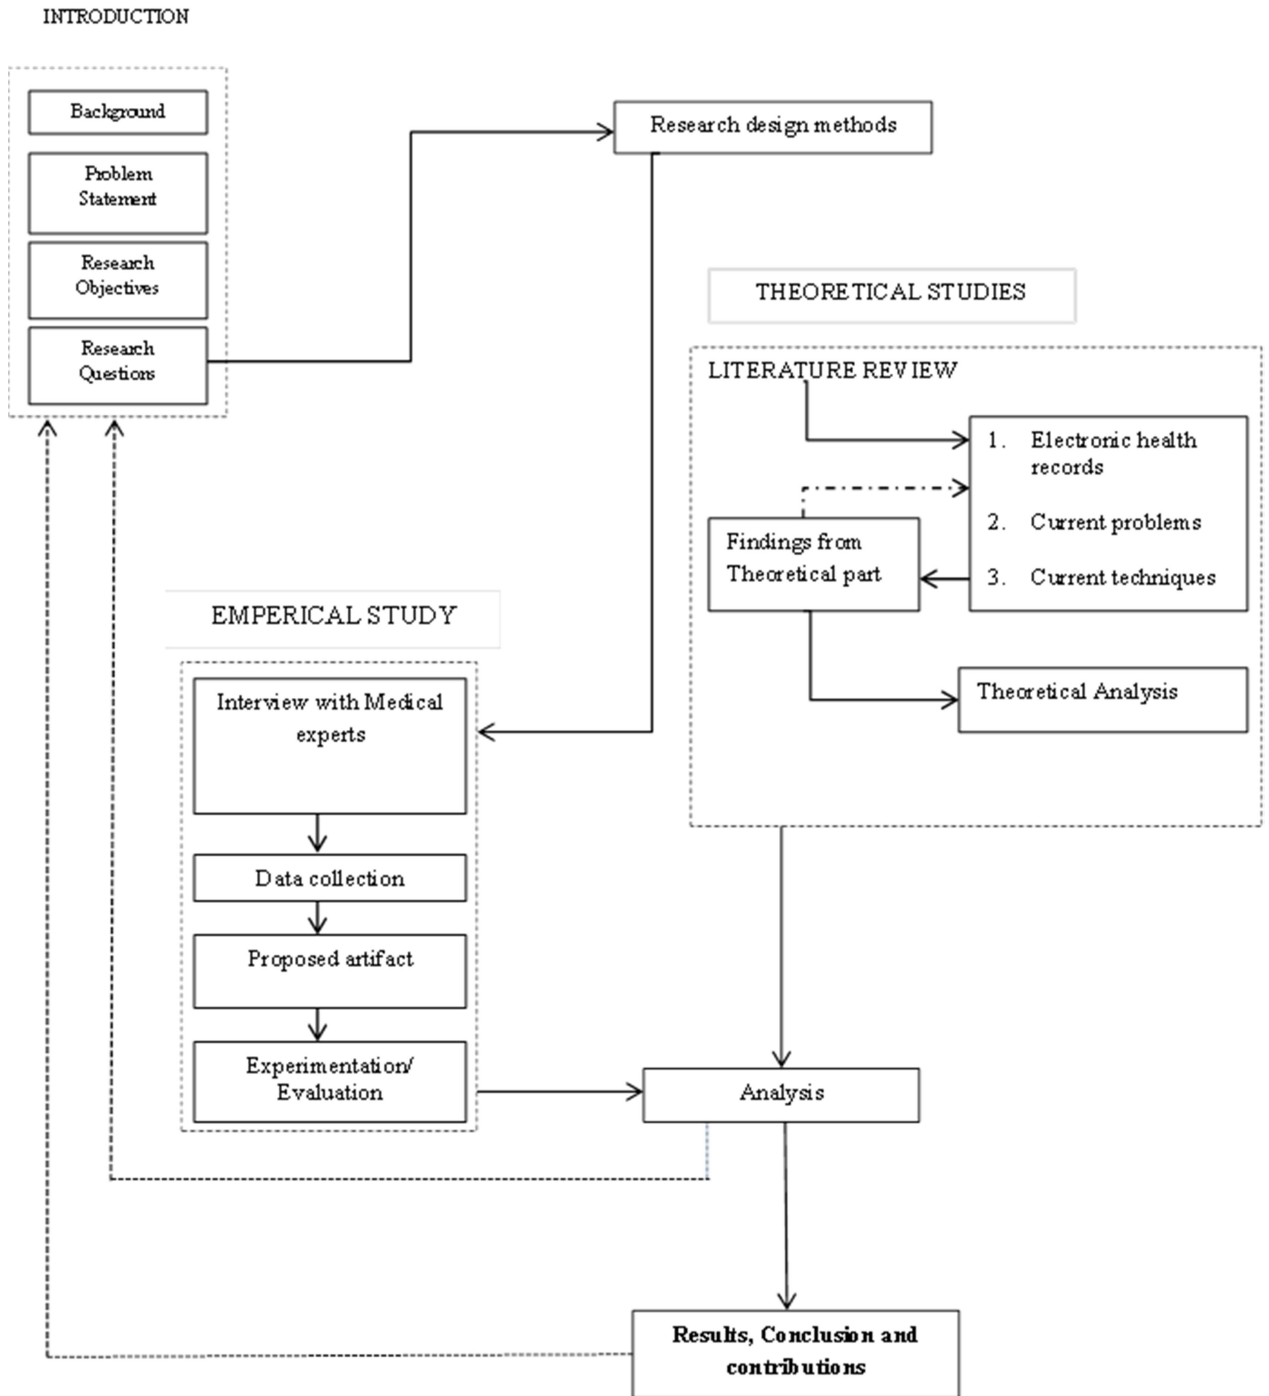 INTRODUCTION
Background
Problem
Statement
Research
Objectives
Research
Questions
Research design methods
THEORETICAL STUDIES
LITERATURE REVIEW
1. Electronic health
records
2. Current problems
3. Current techniques
Findings from
Theoretical part
Theoretical Analysis
EMPERICAL STUDY
Interview with Medical
experts
Data collection
Proposed artifact
Experimentation/
Evaluation
Analysis
Results, Conclusion and
contributions